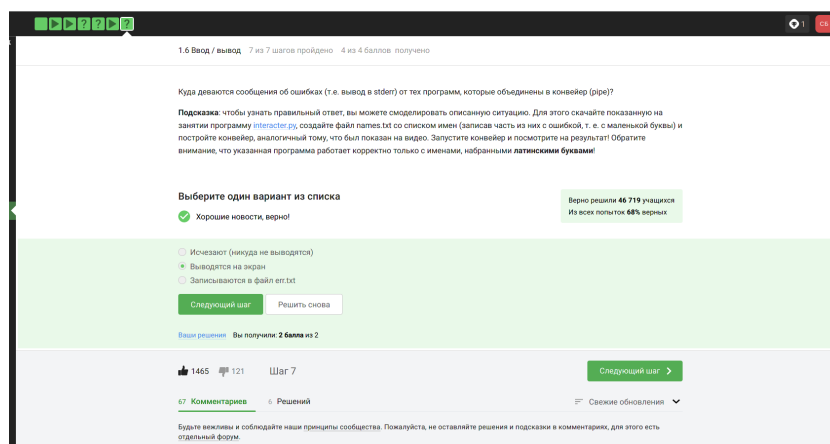 ? ? ?
1
СБ
1.6 Ввод / вывод 7 из 7 шагов пройдено 4 из 4 баллов получено
Куда деваются сообщения об ошибках (т.е. вывод в stderr) от тех программ, которые объединены в конвейер (pipe)?
Подсказка: чтобы узнать правильный ответ, вы можете смоделировать описанную ситуацию. Для этого скачайте показанную на
занятии программу interacter.py, создайте файл names.txt со списком имен (записав часть из них с ошибкой, т. е. с маленькой буквы) и
постройте конвейер, аналогичный тому, что был показан на видео. Запустите конвейер и посмотрите на результат! Обратите
внимание, что указанная программа работает корректно только с именами, набранными латинскими буквами!
Выберите один вариант из списка
Хорошие новости, верно!
Верно решили 46 719 учащихся
Из всех попыток 68% верных
Исчезают (никуда не выводятся)
Выводятся на экран
Записываются в файл err.txt
Следующий шаг Решить снова
Ваши решения Вы получили: 2 балла из 2
1465 121 Шаг 7 Следующий шаг
67 Комментариев 6 Решений Свежие обновления
Будьте вежливы и соблюдайте наши принципы сообщества. Пожалуйста, не оставляйте решения и подсказки в комментариях, для этого есть
отдельный форум.